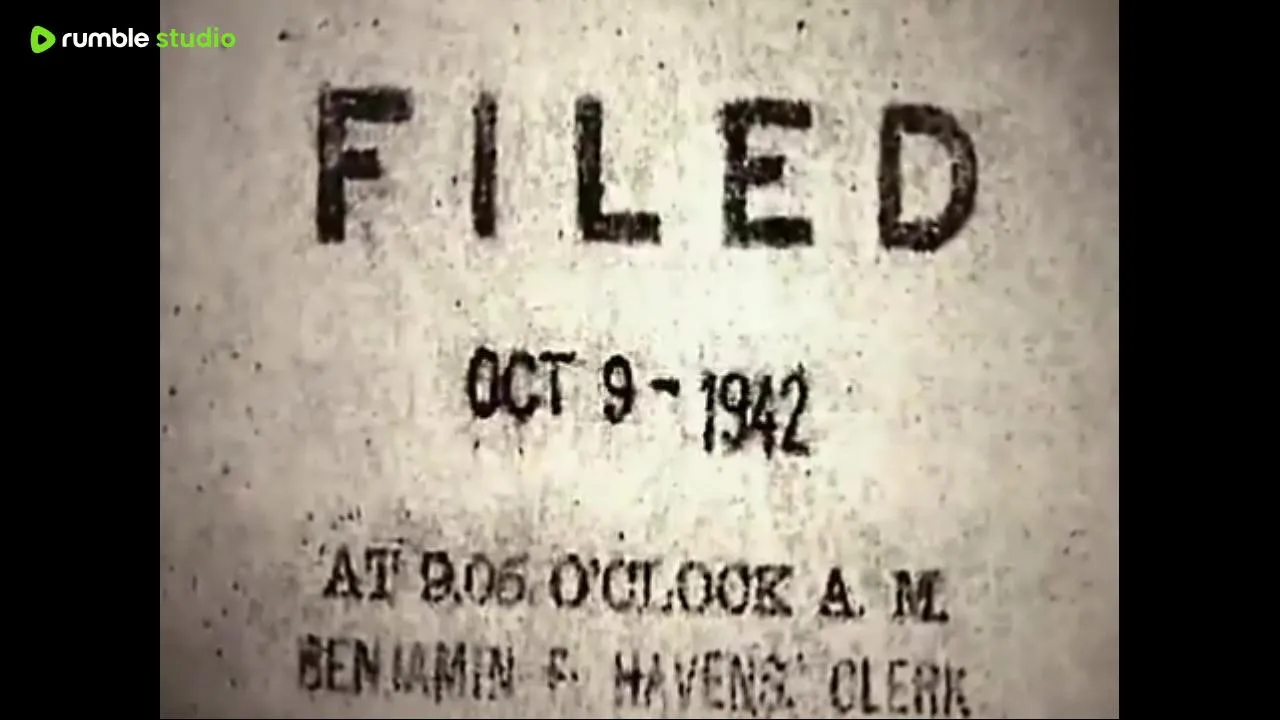 rumble studio
FILED
OCT 9 - 1942
AT 9.05 O'CLOCK A. M.
BENJAMIN F. HAVENS. CLERK